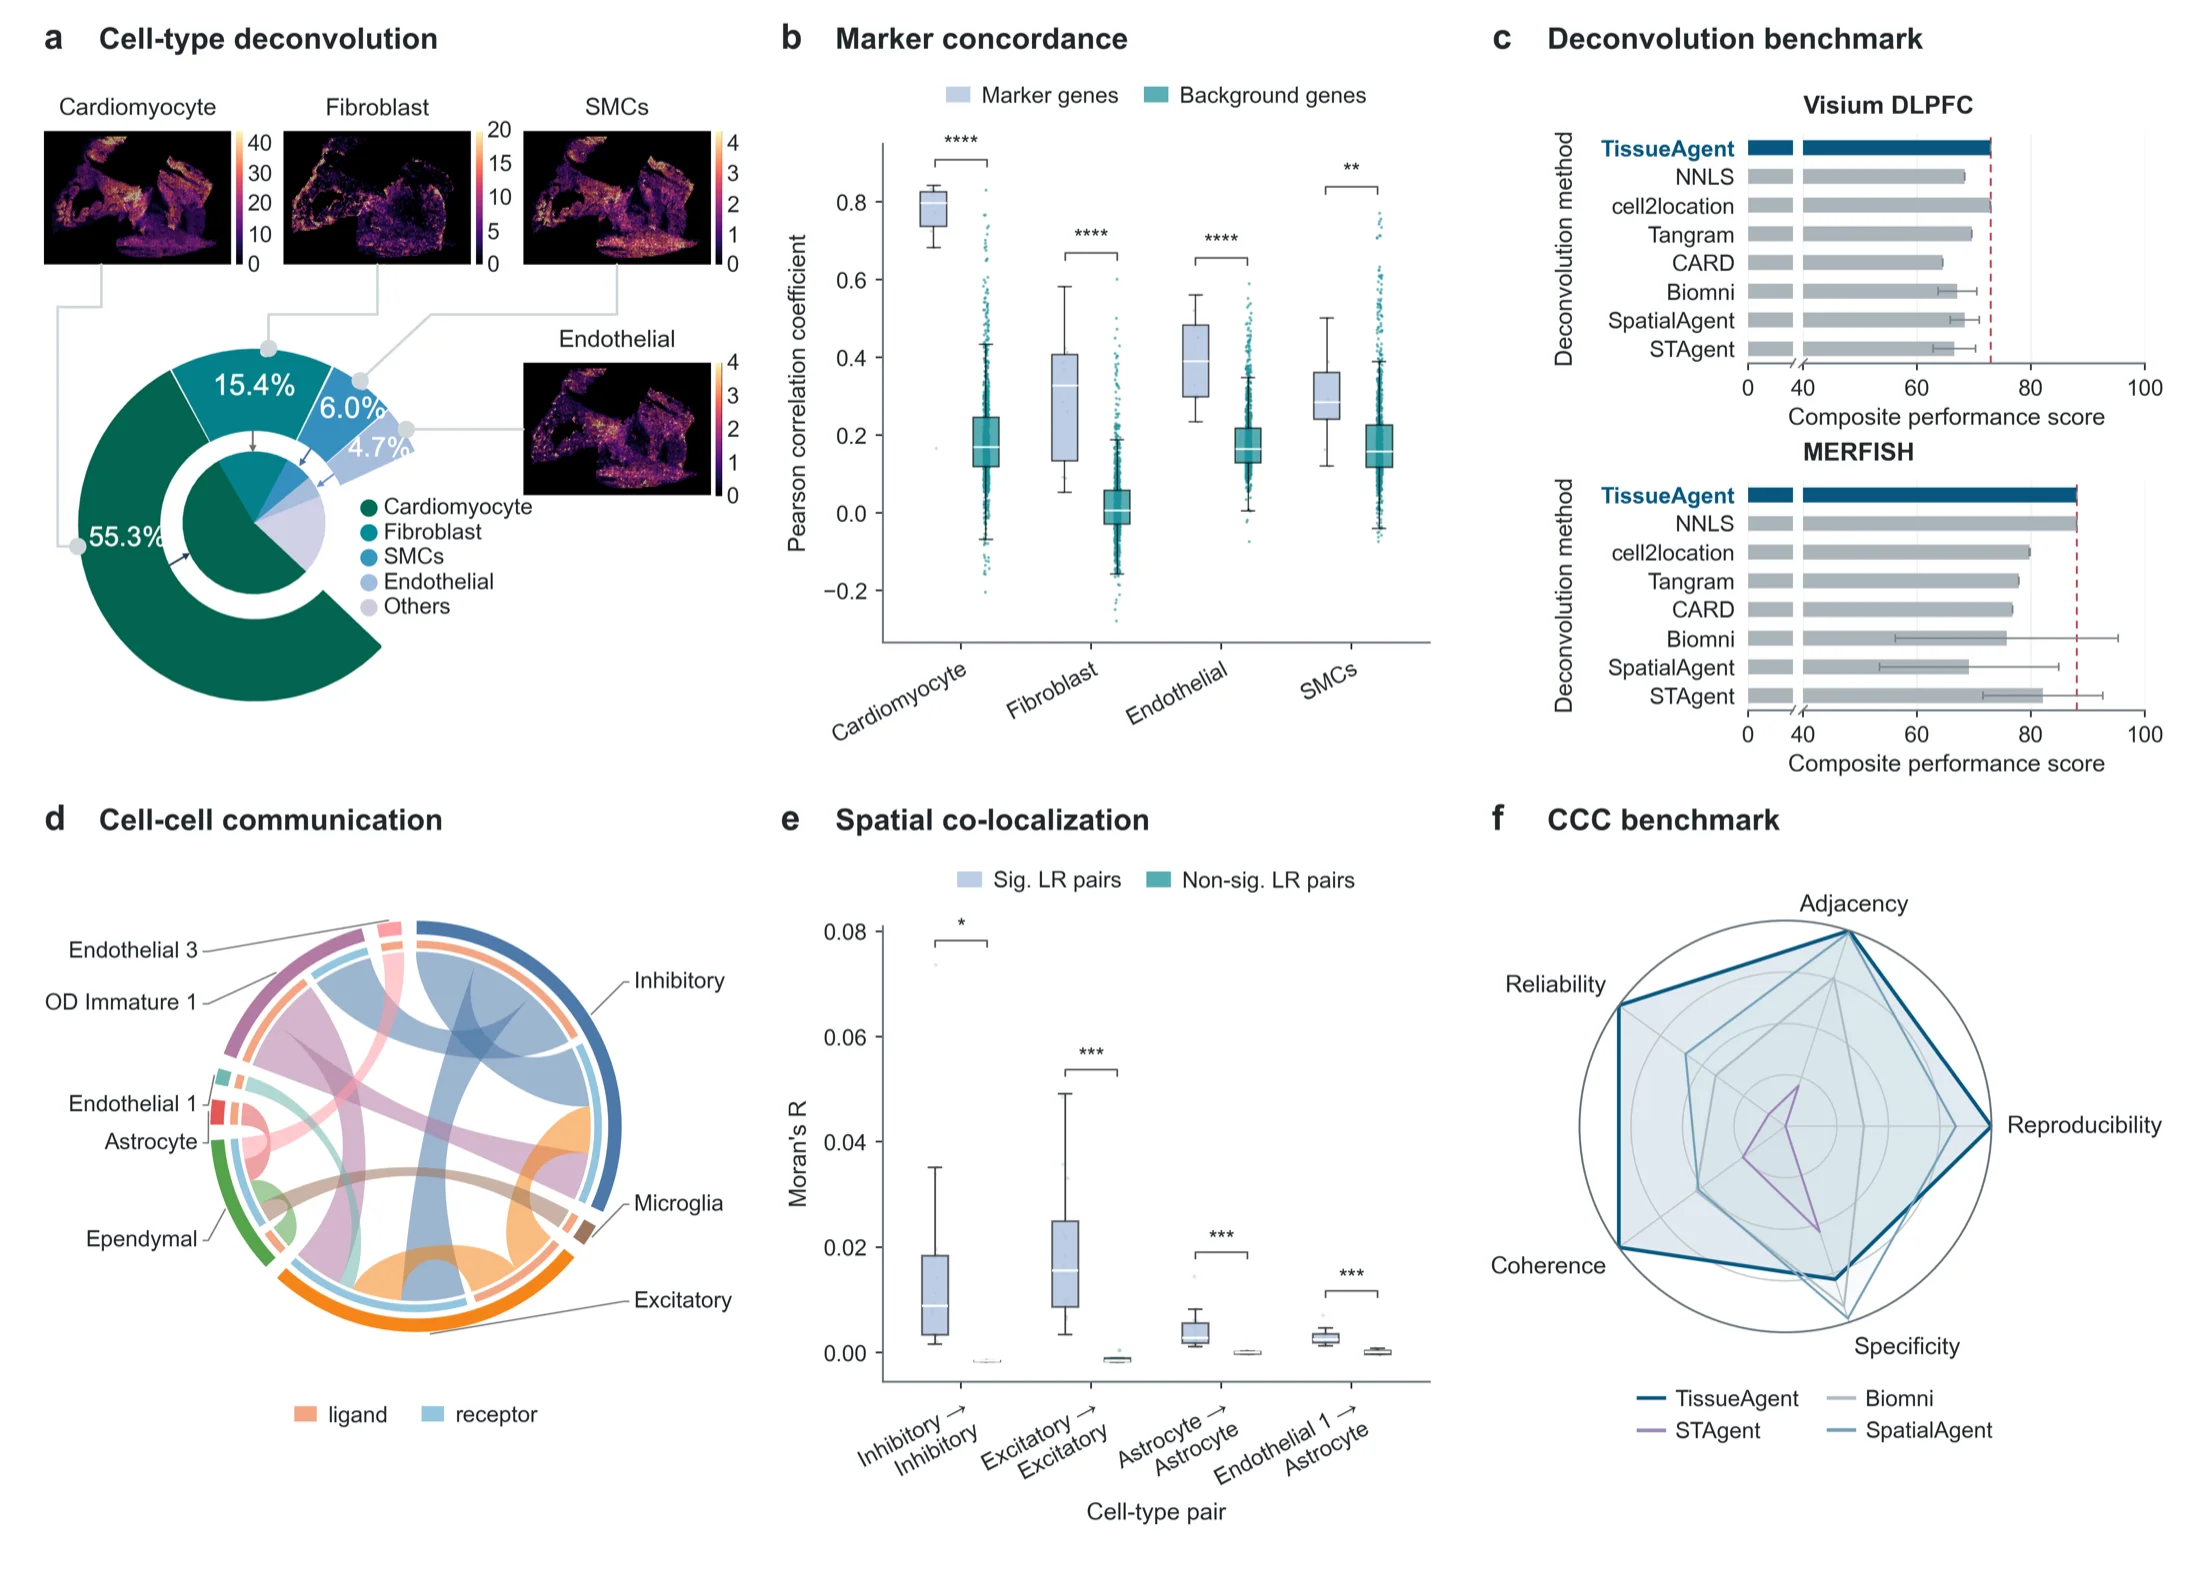 a Cell-type deconvolution
Cardiomyocyte
Fibroblast
SMCs
40
30
20
10
0
20
15
10
5
0
4
3
2
1
0
Endothelial
4
3
2
1
0
15.4%
6.0%
4.7%
55.3%
Cardiomyocyte
Fibroblast
SMCs
Endothelial
Others
b Marker concordance
Marker genes Background genes
Pearson correlation coefficient
0.8
0.6
0.4
0.2
0.0
−0.2
****
****
****
**
Cardiomyocyte
Fibroblast
Endothelial
SMCs
c Deconvolution benchmark
Visium DLPFC
Deconvolution method
TissueAgent
NNLS
cell2location
Tangram
CARD
Biomni
SpatialAgent
STAgent
0 40 60 80 100
Composite performance score
MERFISH
Deconvolution method
TissueAgent
NNLS
cell2location
Tangram
CARD
Biomni
SpatialAgent
STAgent
0 40 60 80 100
Composite performance score
d Cell-cell communication
Endothelial 3
OD Immature 1
Endothelial 1
Astrocyte
Ependymal
Inhibitory
Microglia
Excitatory
ligand receptor
e Spatial co-localization
Sig. LR pairs Non-sig. LR pairs
Moran's R
0.08
0.06
0.04
0.02
0.00
*
***
***
***
Inhibitory →
Inhibitory
Excitatory →
Excitatory
Astrocyte →
Astrocyte
Endothelial 1 →
Astrocyte
Cell-type pair
f CCC benchmark
Adjacency
Reliability
Reproducibility
Coherence
Specificity
TissueAgent Biomni
STAgent SpatialAgent